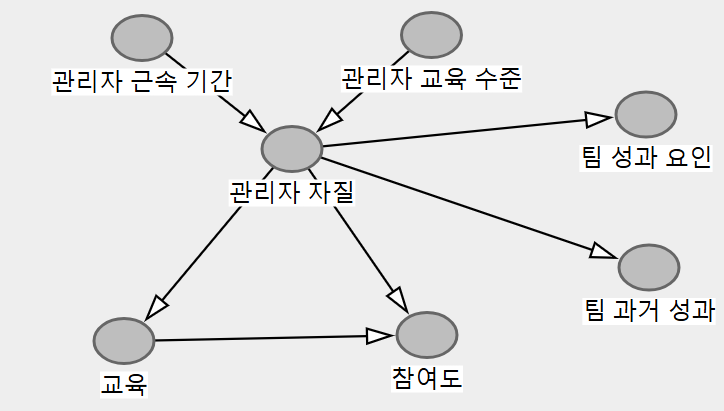 관리자 근속 기간
관리자 교육 수준
팀 성과 요인
관리자 자질
팀 과거 성과
교육
참여도